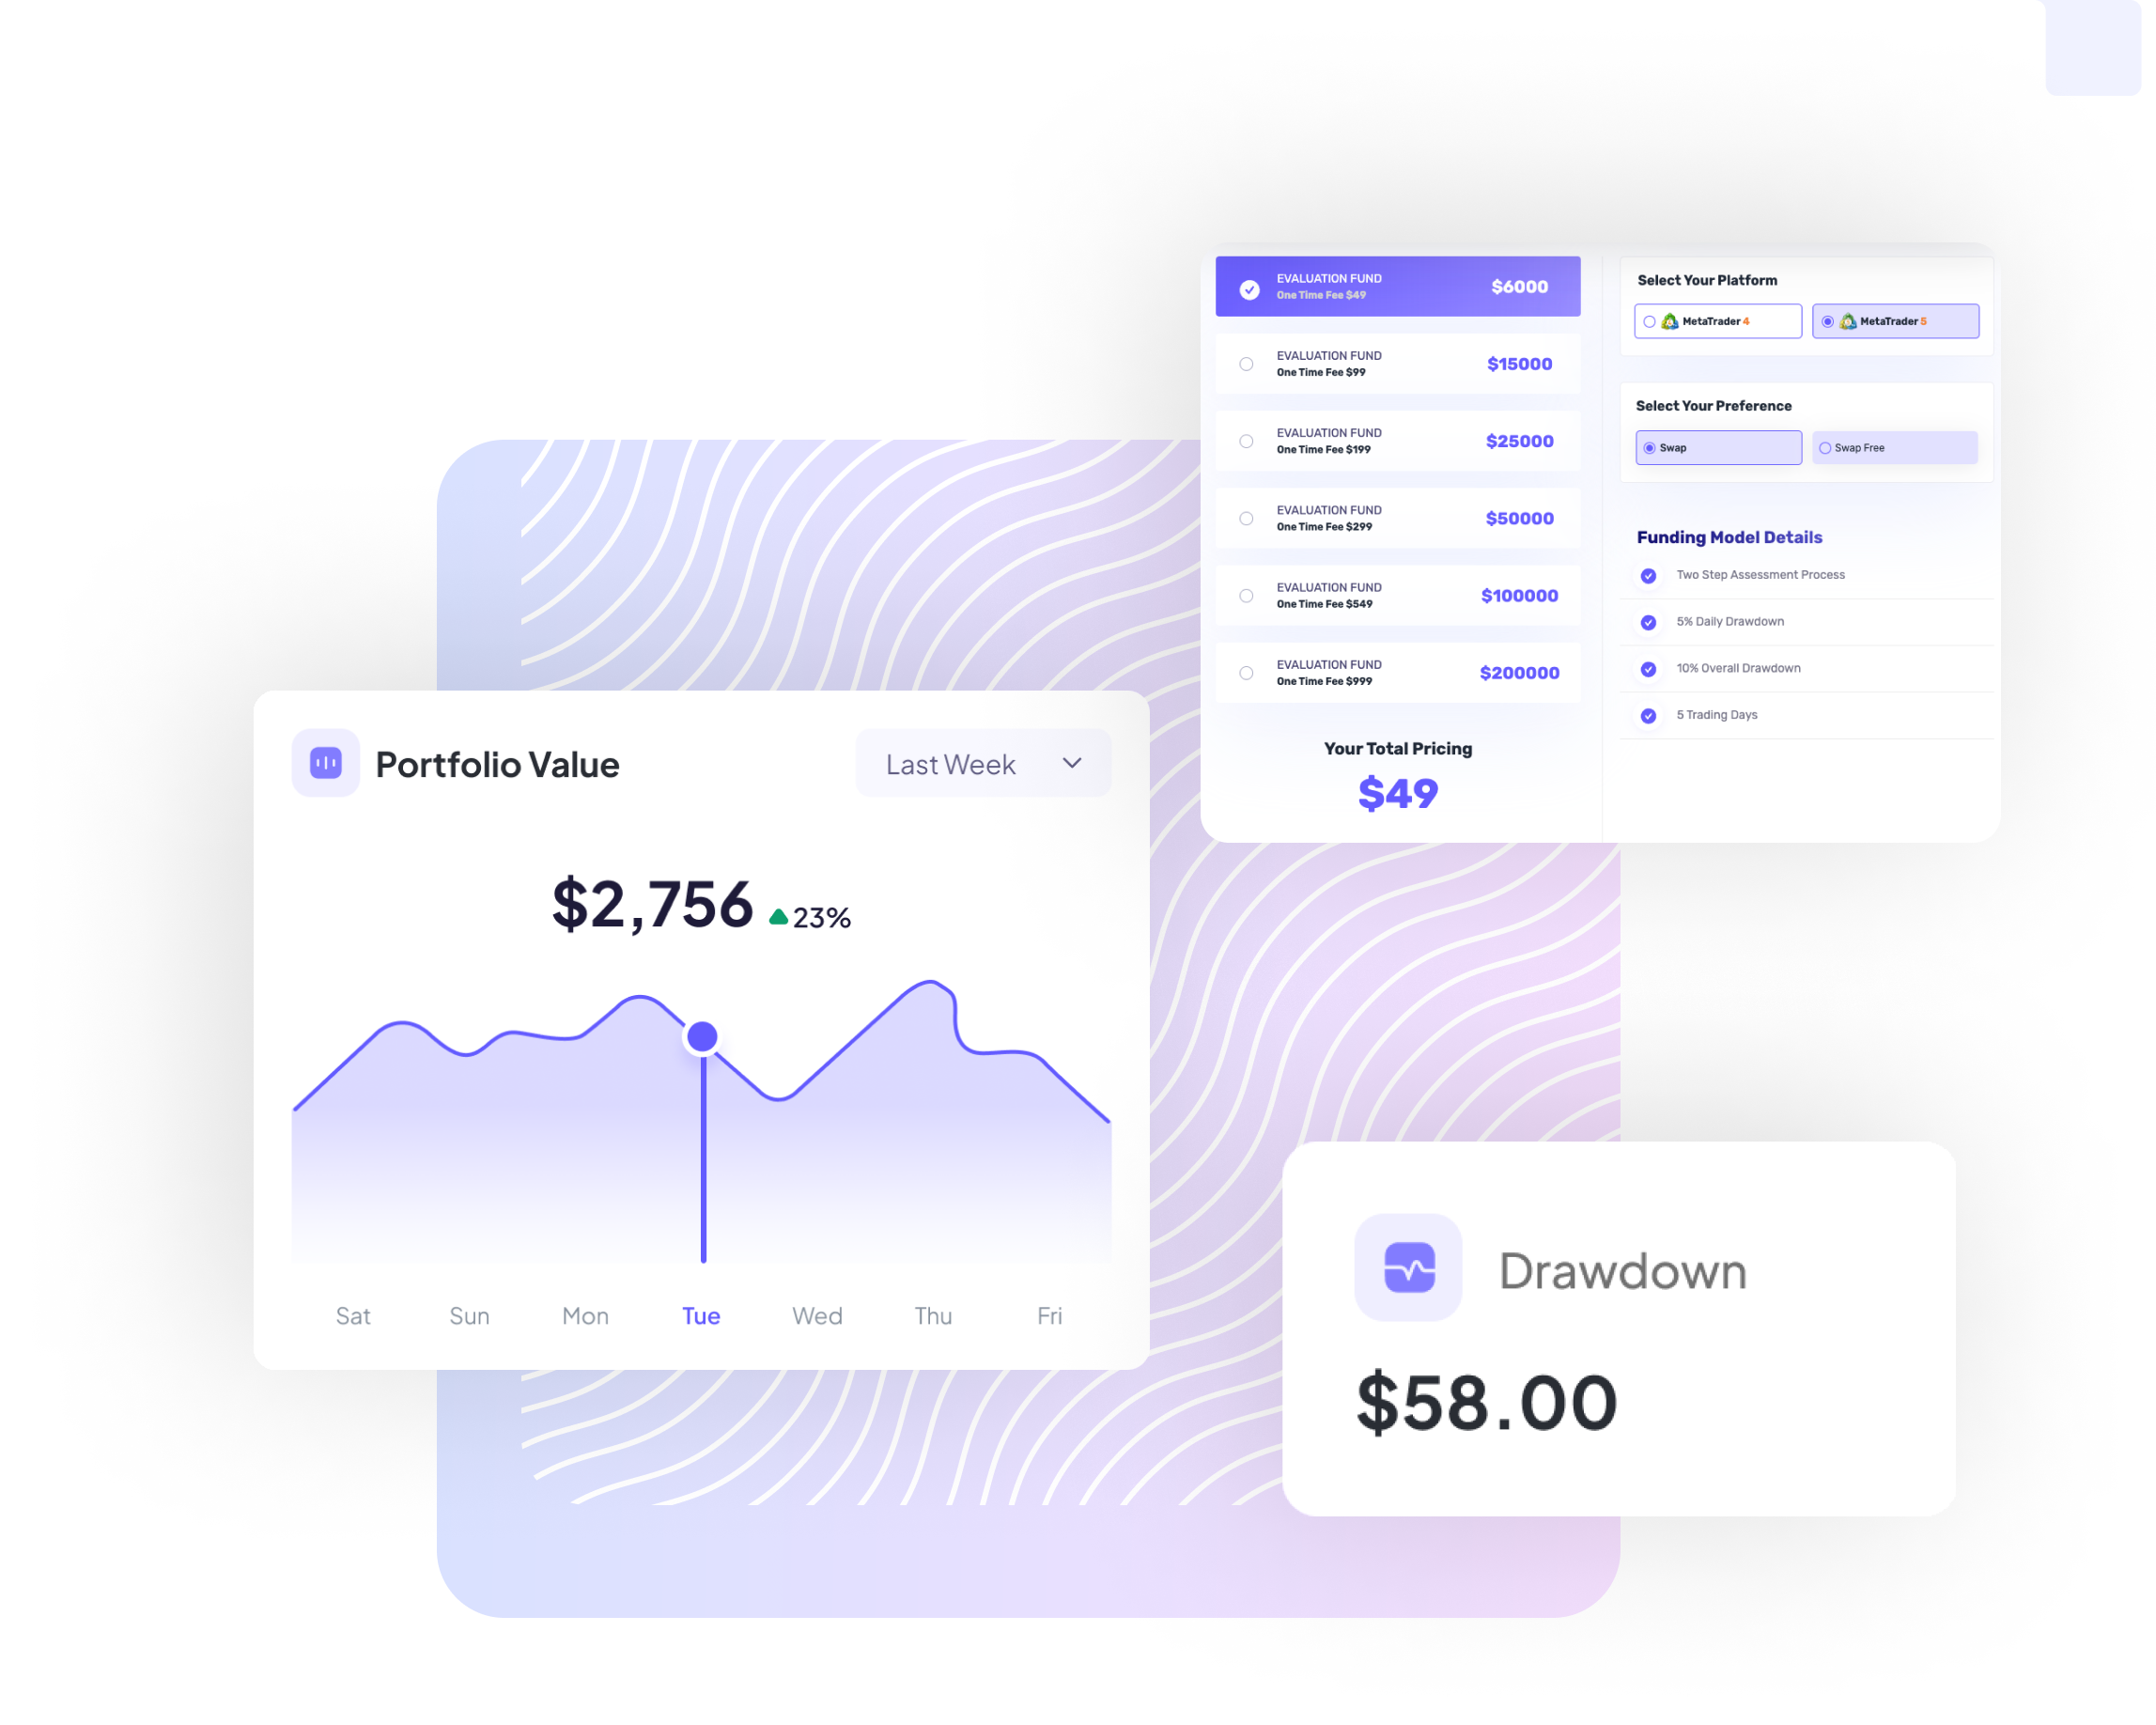 EVALUATION FUND
One Time Fee $49
$6000
EVALUATION FUND
One Time Fee $99
$15000
EVALUATION FUND
One Time Fee $199
$25000
EVALUATION FUND
One Time Fee $299
$50000
EVALUATION FUND
One Time Fee $549
$100000
EVALUATION FUND
One Time Fee $999
$200000
Your Total Pricing
$49
Select Your Platform
MetaTrader 4
MetaTrader 5
Select Your Preference
Swap
Swap Free
Funding Model Details
Two Step Assessment Process
5% Daily Drawdown
10% Overall Drawdown
5 Trading Days
Portfolio Value
Last Week
$2,756 23%
Sat Sun Mon Tue Wed Thu Fri
Drawdown
$58.00